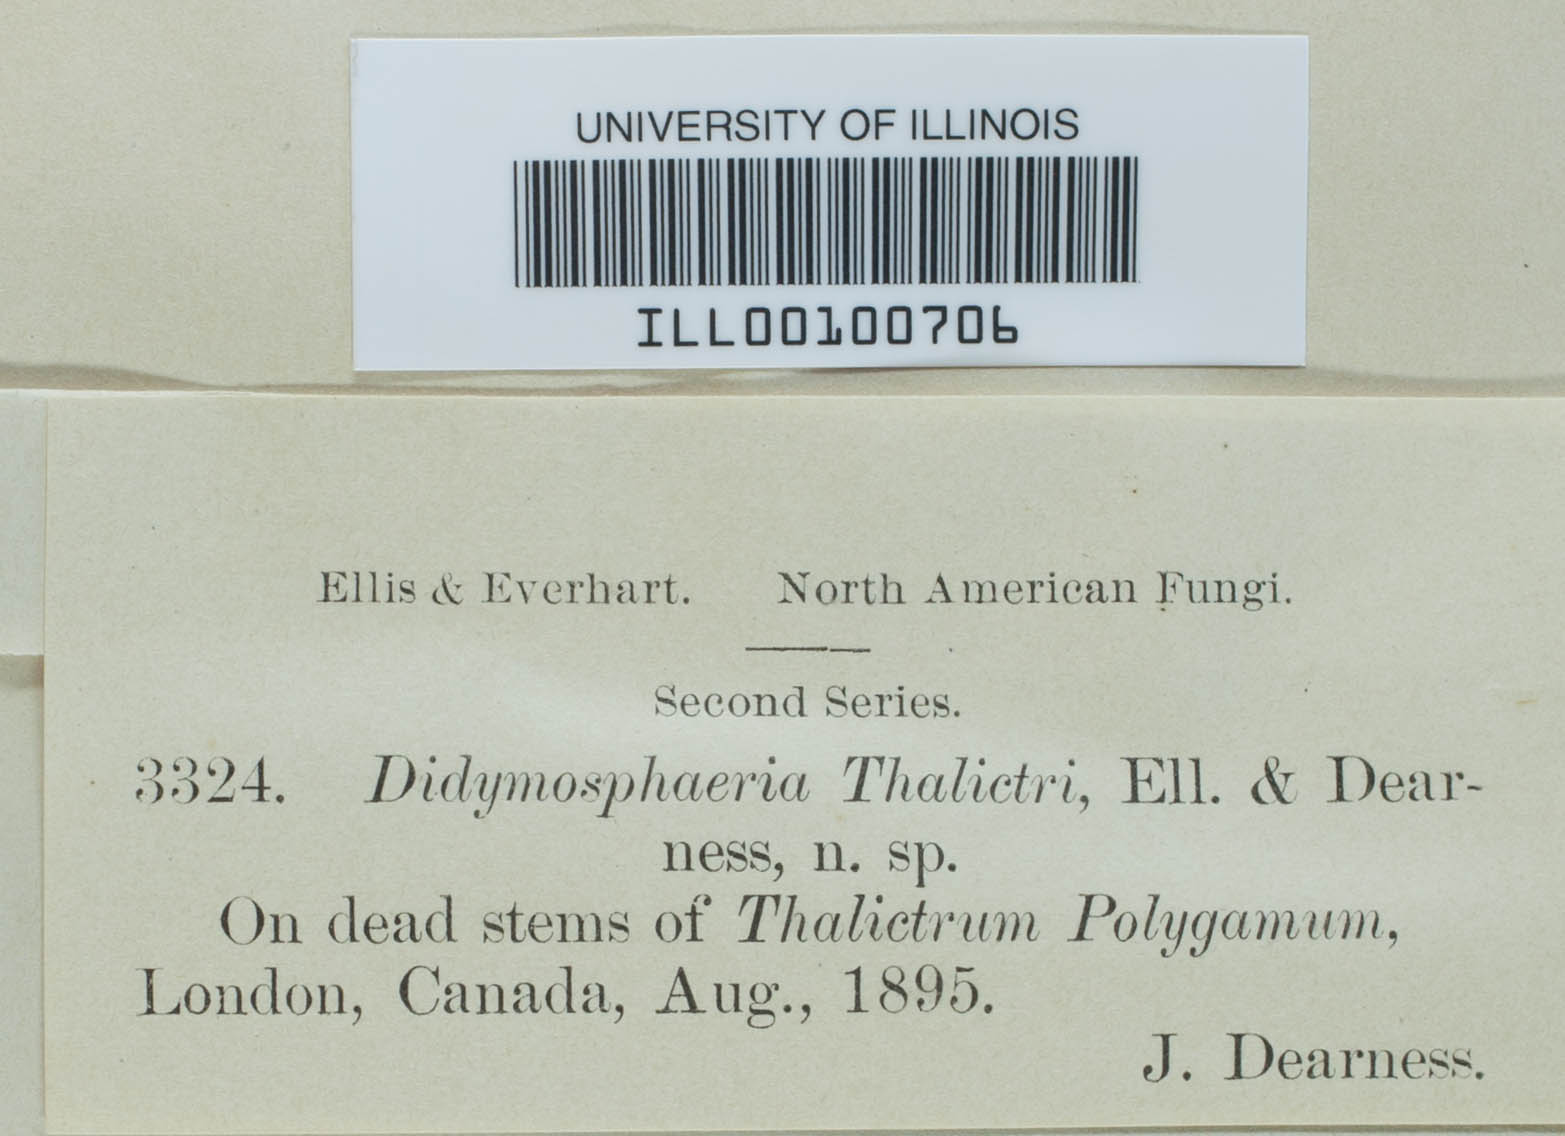 UNIVERSITY OF ILLINOIS
ILL00100706
Ellis & Everhart. North American Fungi.
Second Series.
3324. Didymosphaeria Thalictri, Ell. & Dear-
ness, n. sp.
On dead stems of Thalictrum Polygamum,
London, Canada, Aug., 1895.
J. Dearness.